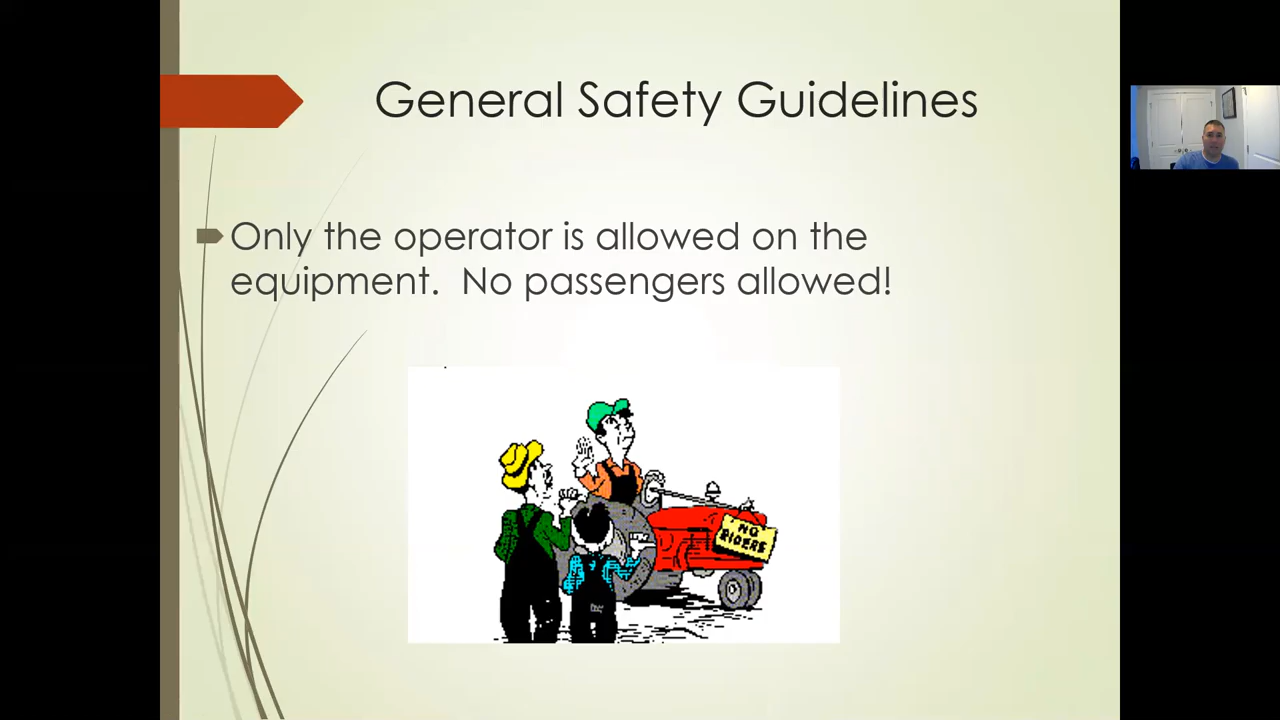 General Safety Guidelines
Only the operator is allowed on the
equipment.  No passengers allowed!
NO
RIDERS